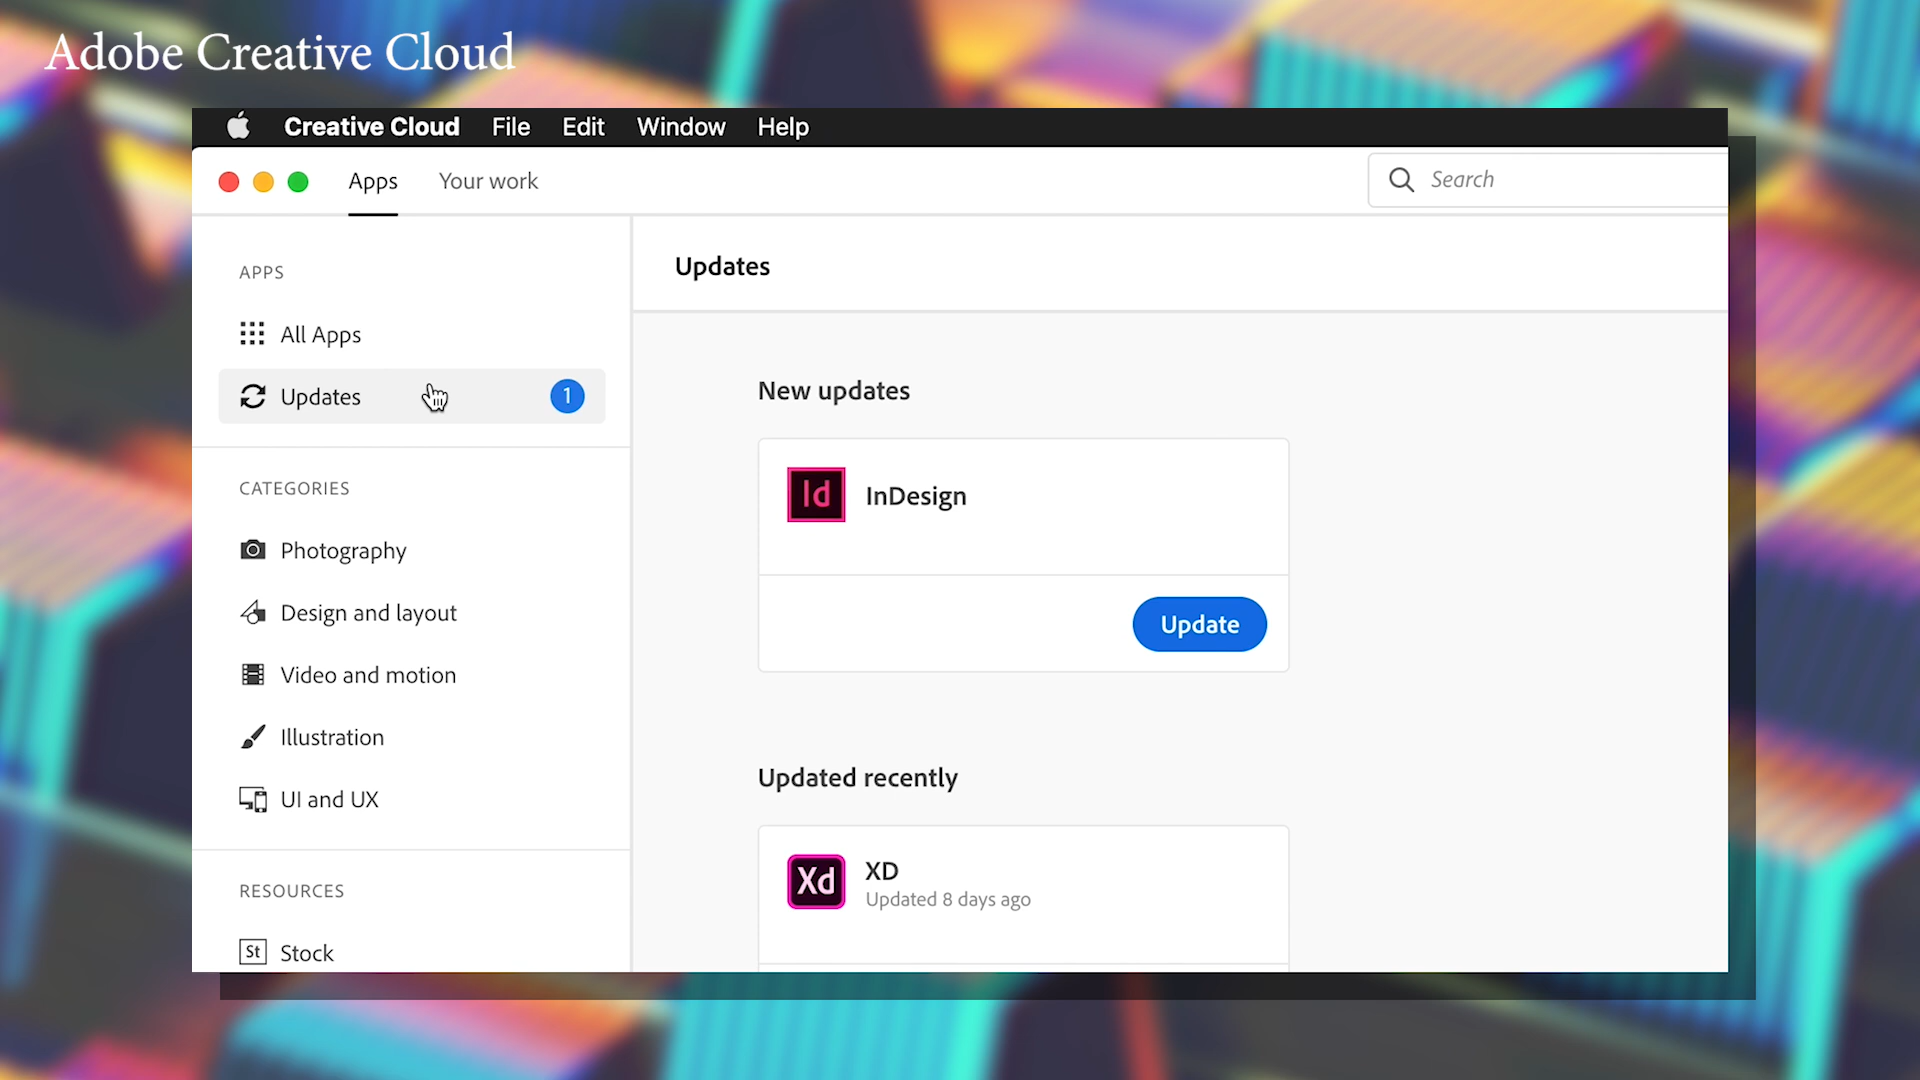 Adobe Creative Cloud
Creative Cloud File Edit Window Help
Apps Your work Search
APPS
All Apps
Updates 1
CATEGORIES
Photography
Design and layout
Video and motion
Illustration
UI and UX
RESOURCES
St Stock
Updates
New updates
Id InDesign
Update
Updated recently
Xd XD
Updated 8 days ago